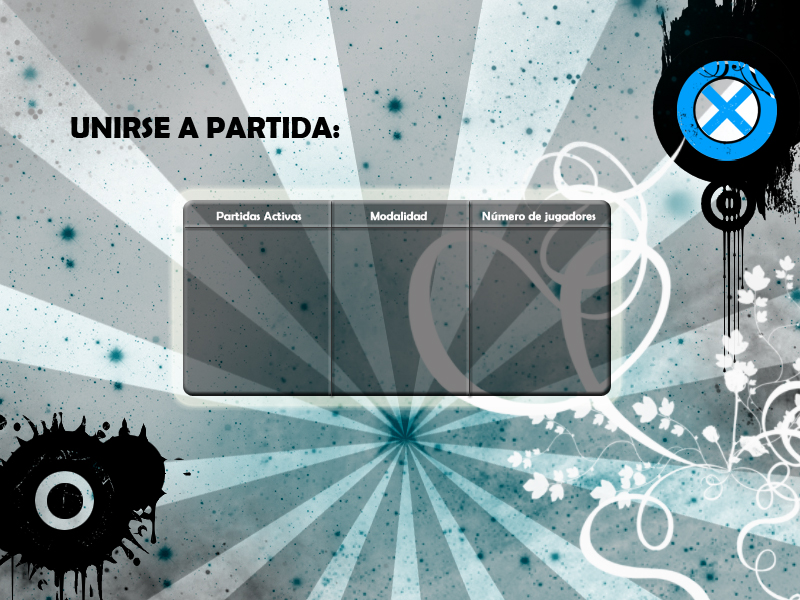 UNIRSE A PARTIDA:
Partidas Activas Modalidad Número de jugadores